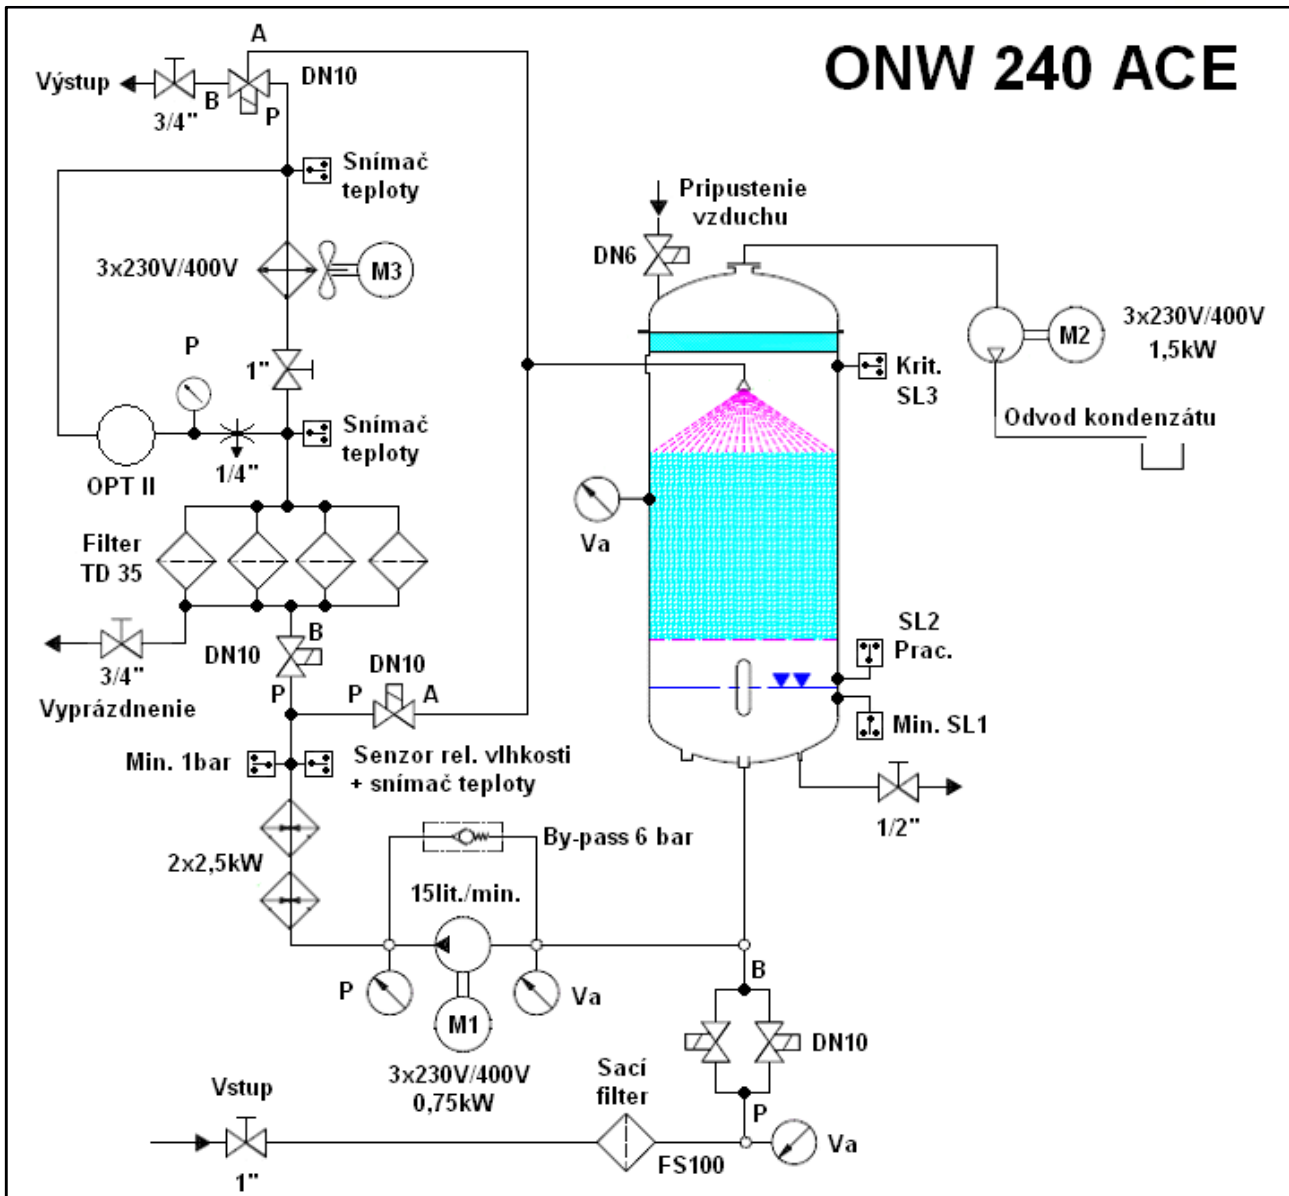 ONW 240 ACE
A
Výstup
B
DN10
P
3/4"
Snímač
teploty
Pripustenie
vzduchu
DN6
3x230V/400V
M3
M2
3x230V/400V
1,5kW
P
1"
Krit.
SL3
Odvod kondenzátu
Snímač
teploty
1/4"
OPT II
Va
Filter
TD 35
SL2
Prac.
B
DN10
P
3/4"
Vyprázdnenie
DN10
P
A
Min. SL1
Min. 1bar
Senzor rel. vlhkosti
+ snímač teploty
1/2"
By-pass 6 bar
2x2,5kW
15lit./min.
P
Va
M1
3x230V/400V
0,75kW
B
DN10
P
Sací
filter
FS100
Va
Vstup
1"